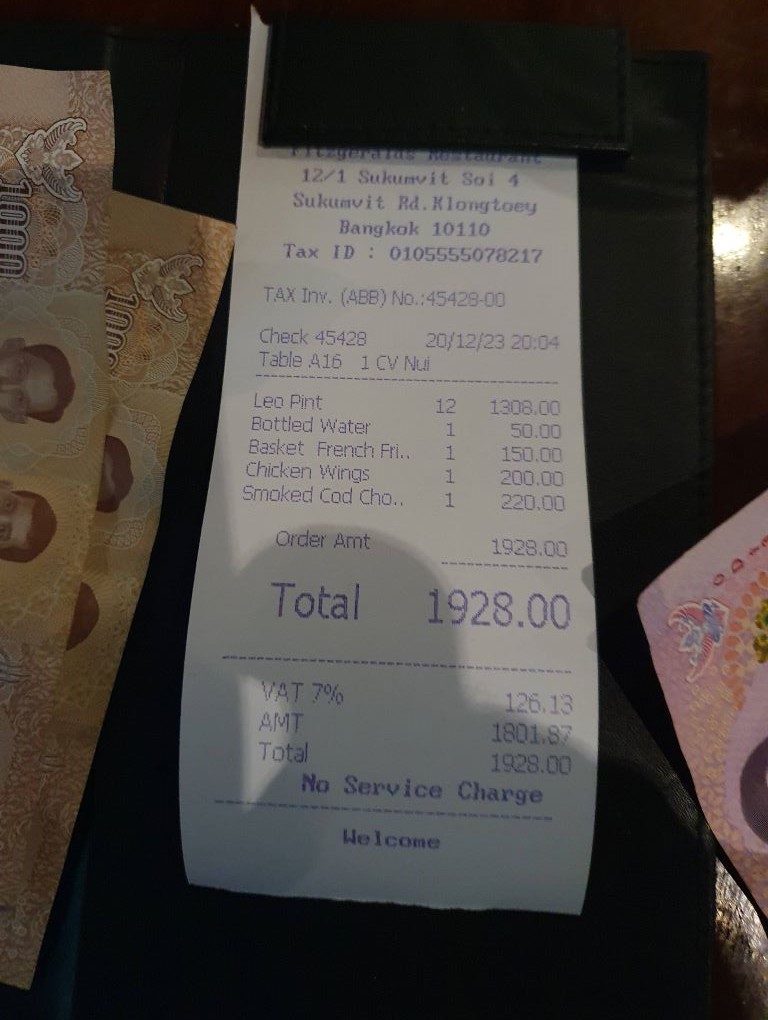 Fitzgeralds Restaurant
12/1 Sukumvit Soi 4
Sukumvit Rd.Klongtoey
Bangkok 10110
Tax ID : 0105555078217
TAX Inv. (ABB) No.:45428-00
Check 45428 20/12/23 20:04
Table A16 1 CV Nui
Leo Pint 12 1308.00
Bottled Water 1 50.00
Basket French Fri.. 1 150.00
Chicken Wings 1 200.00
Smoked Cod Cho.. 1 220.00
Order Amt 1928.00
Total 1928.00
VAT 7% 126.13
AMT 1801.87
Total 1928.00
No Service Charge
Welcome
1000